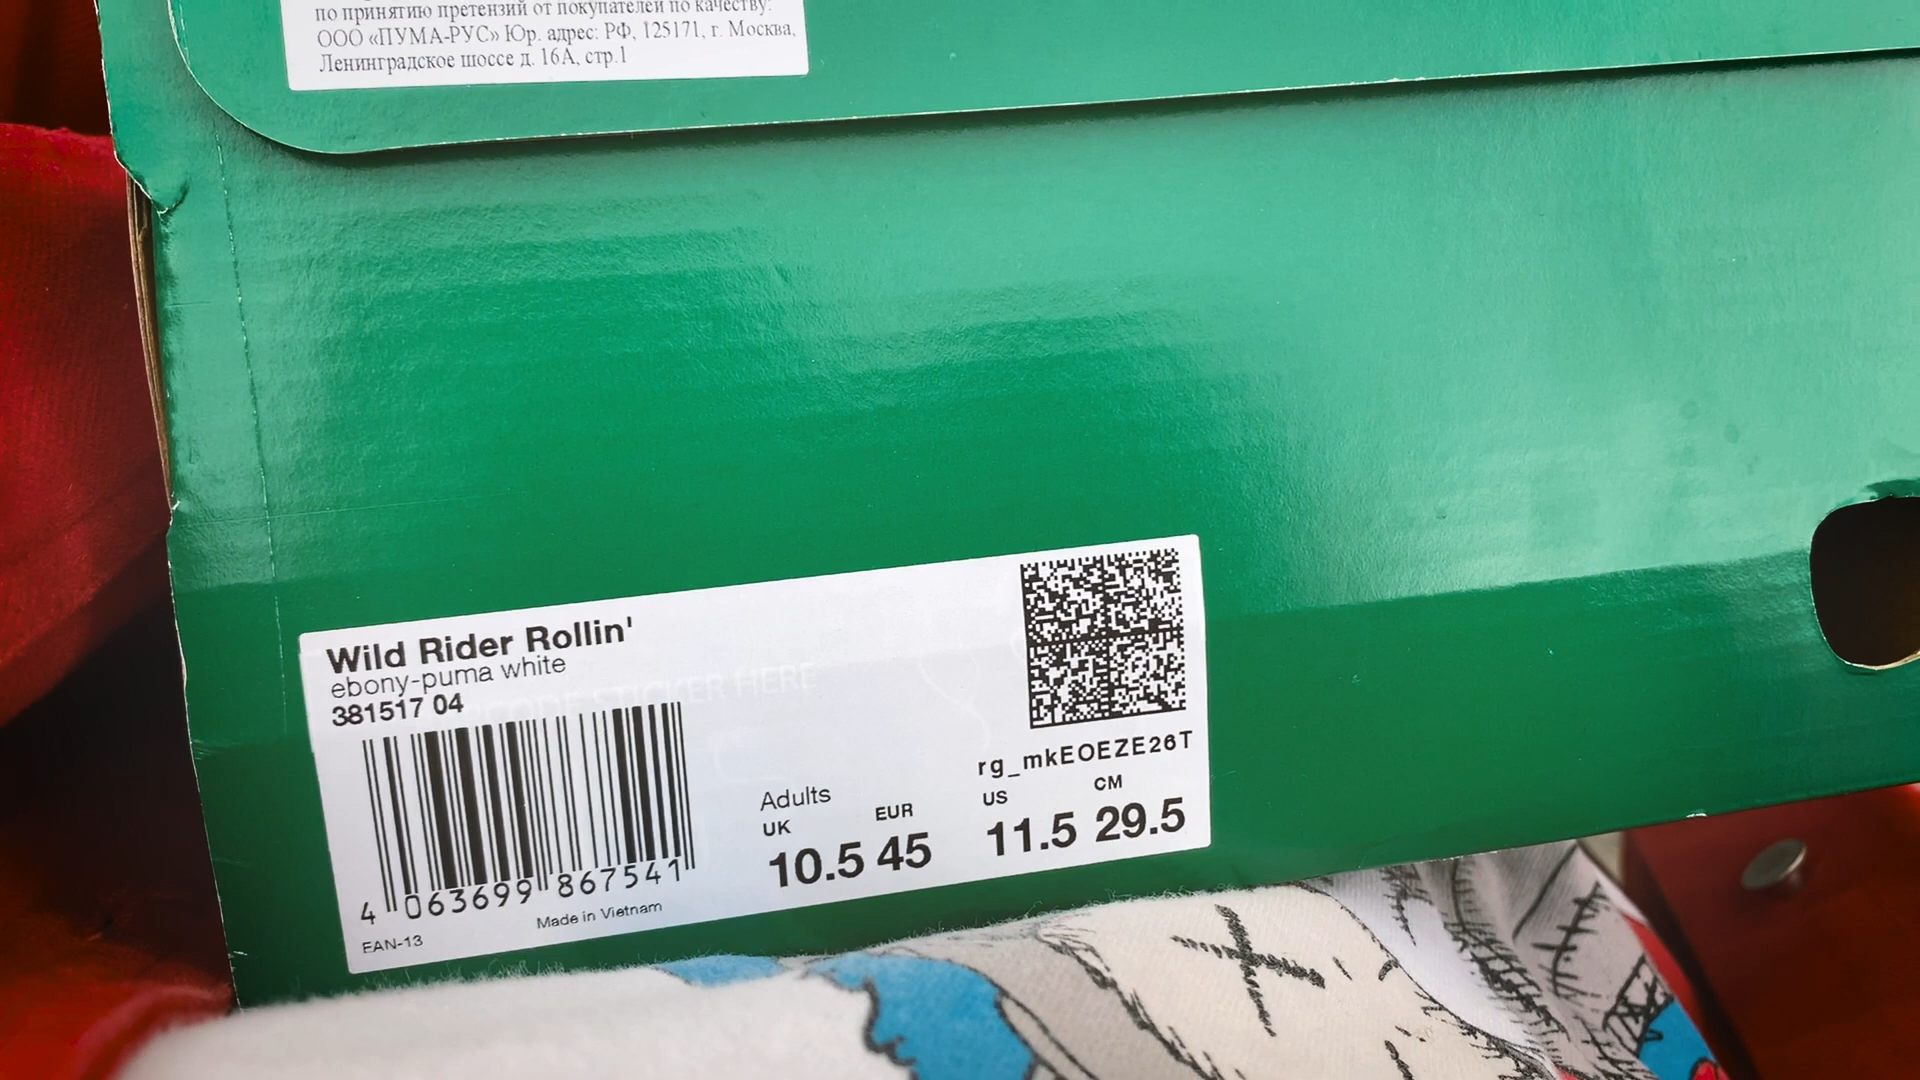 по принятию претензий от покупателей по качеству:
ООО «ПУМА-РУС» Юр. адрес: РФ, 125171, г. Москва,
Ленинградское шоссе д. 16А, стр.1
Wild Rider Rollin'
ebony-puma white
381517 04
STICKER HERE
rg_mkEOEZE26T
Adults
UK EUR US CM
10.5 45 11.5 29.5
4 063699 867541
EAN-13 Made in Vietnam